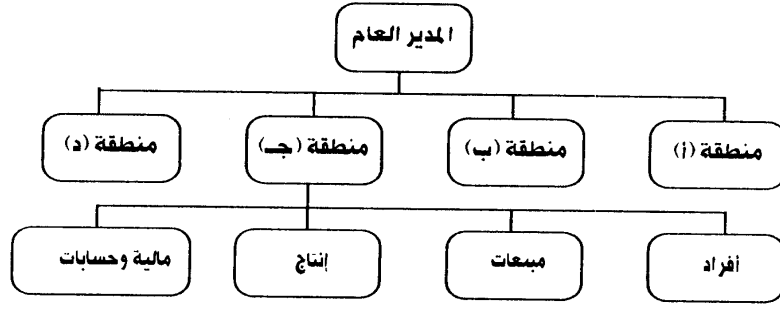 المدير العام
منطقة (أ)
منطقة (ب)
منطقة (جـ)
منطقة (د)
أفراد
مبيعات
إنتاج
مالية وحسابات